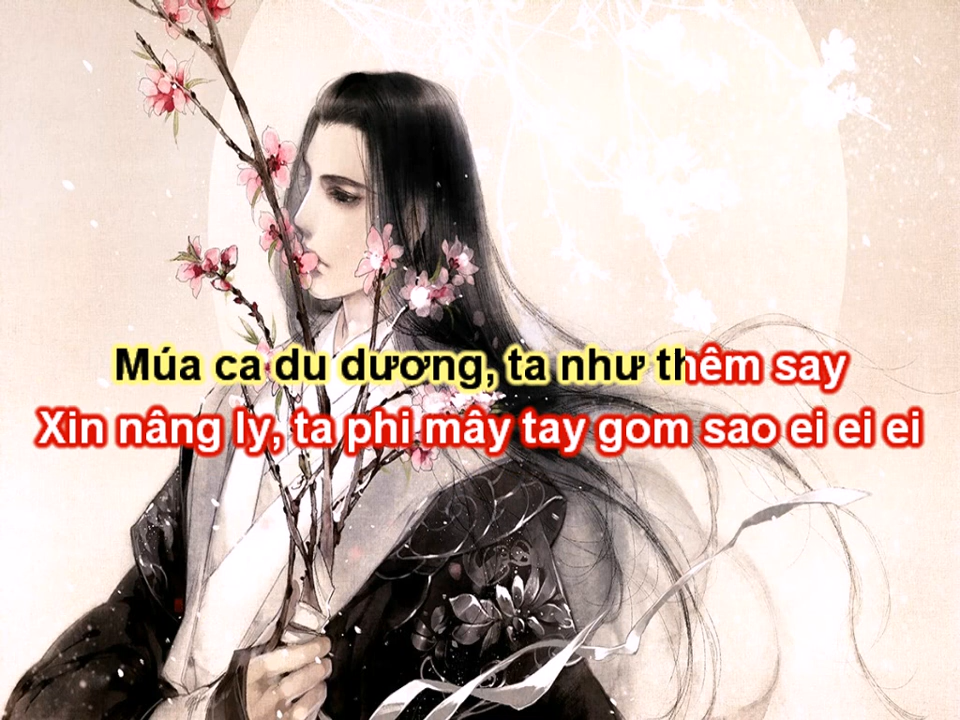 Múa ca du dương, ta như thêm say
Xin nâng ly, ta phi mây tay gom sao ei ei ei